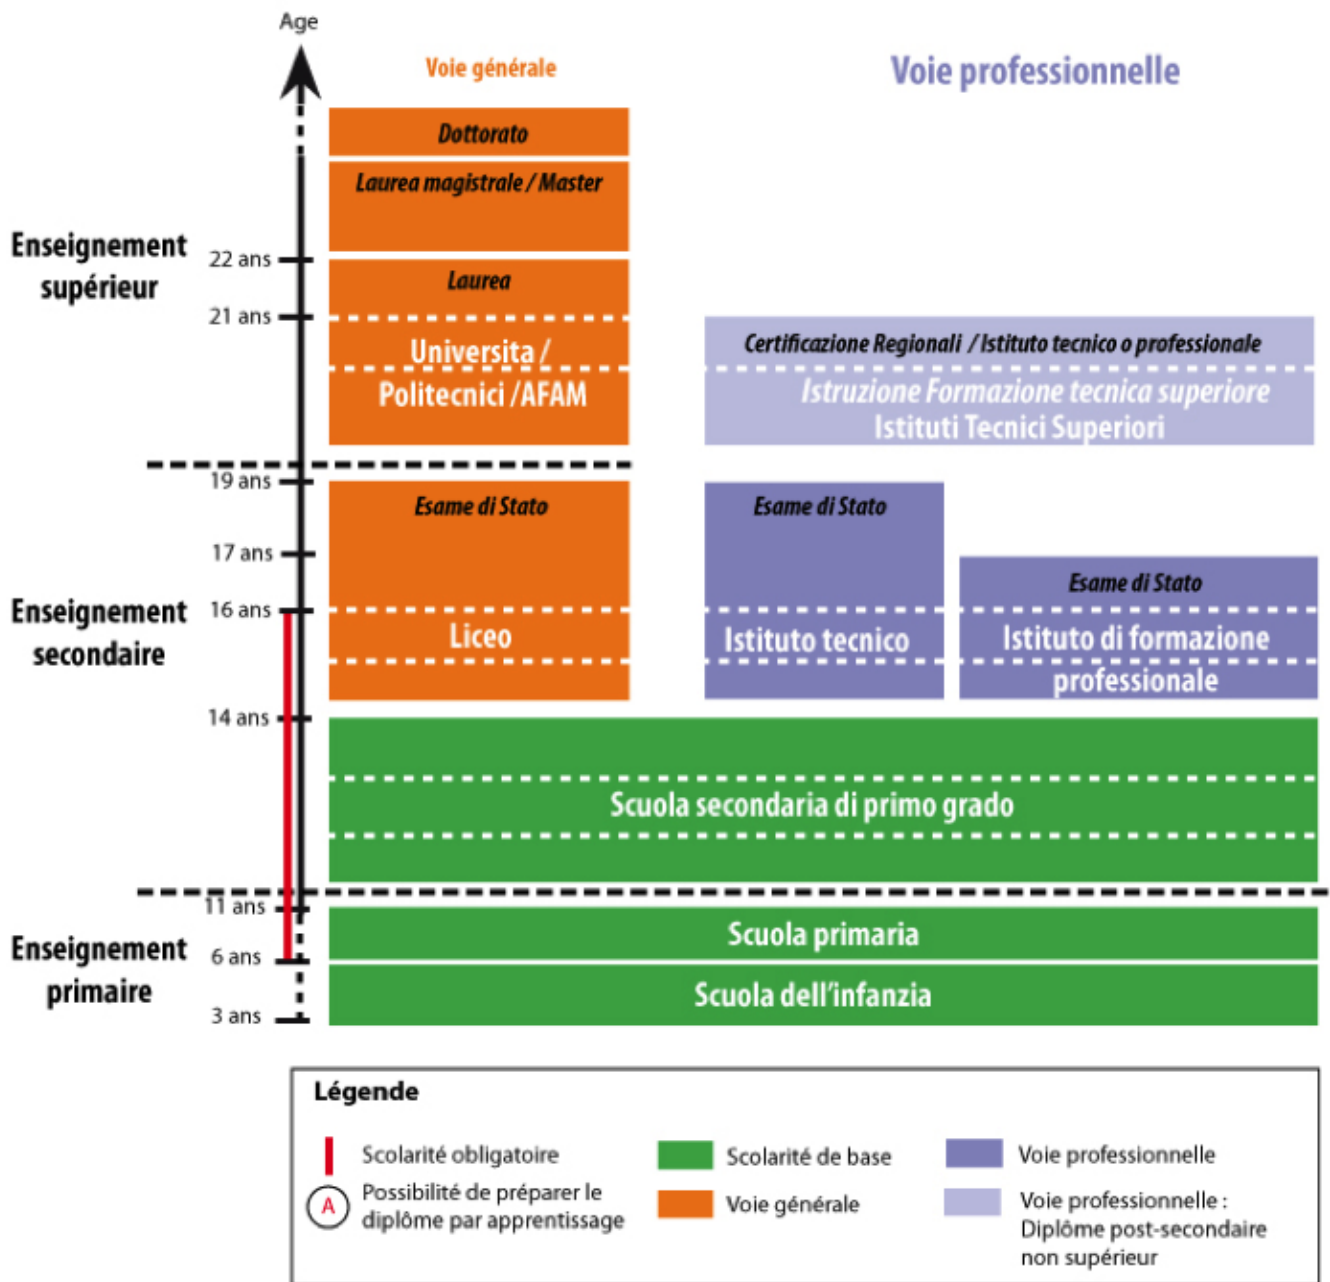 Age
Voie générale
Voie professionnelle
Dottorato
Laurea magistrale / Master
Enseignement
supérieur
22 ans
Laurea
21 ans
Universita /
Politecnici /AFAM
Certificazione Regionali / Istituto tecnico o professionale
Istruzione Formazione tecnica superiore
Istituti Tecnici Superiori
19 ans
Esame di Stato
Esame di Stato
17 ans
Esame di Stato
Enseignement
secondaire
16 ans
Liceo
Istituto tecnico
Istituto di formazione
professionale
14 ans
Scuola secondaria di primo grado
11 ans
Enseignement
primaire
Scuola primaria
6 ans
Scuola dell'infanzia
3 ans
Légende
Scolarité obligatoire
A
Possibilité de préparer le
diplôme par apprentissage
Scolarité de base
Voie générale
Voie professionnelle
Voie professionnelle :
Diplôme post-secondaire
non supérieur